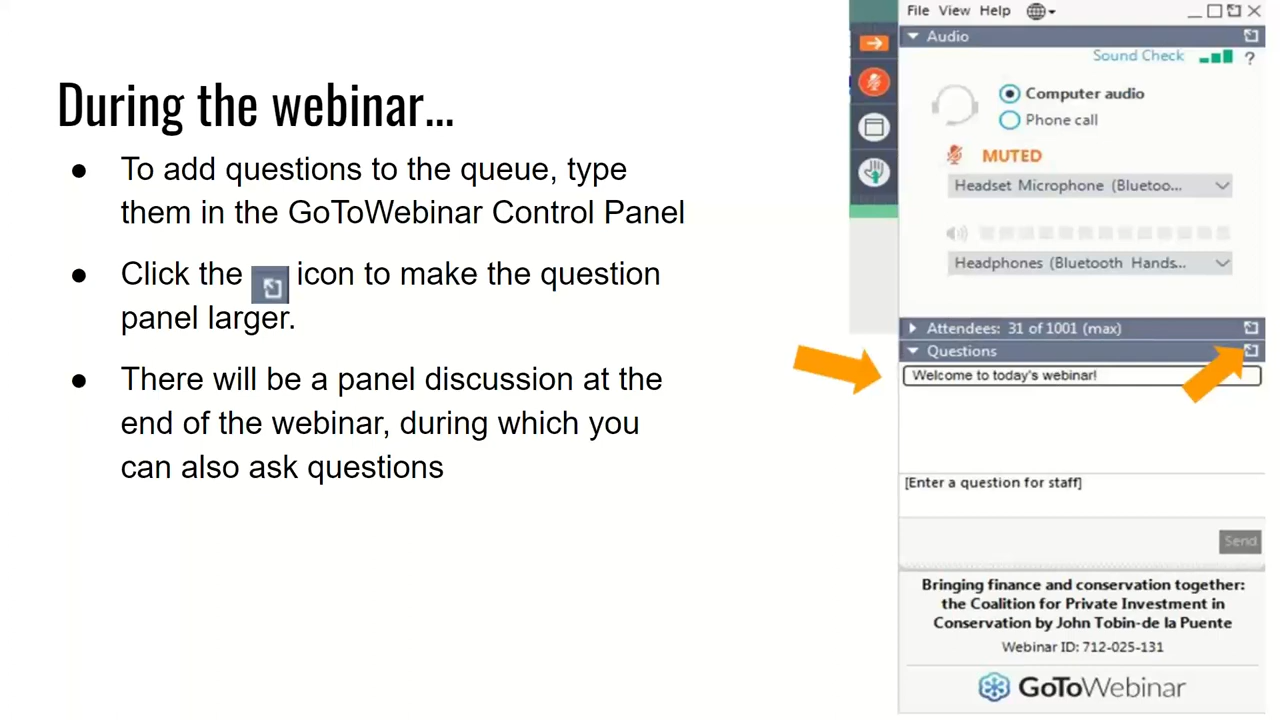 During the webinar...
● To add questions to the queue, type
them in the GoToWebinar Control Panel
● Click the icon to make the question
panel larger.
● There will be a panel discussion at the
end of the webinar, during which you
can also ask questions
File View Help
Audio
Sound Check ?
Computer audio
Phone call
MUTED
Headset Microphone (Bluetoo...
Headphones (Bluetooth Hands...
Attendees: 31 of 1001 (max)
Questions
Welcome to today's webinar!
[Enter a question for staff]
Send
Bringing finance and conservation together:
the Coalition for Private Investment in
Conservation by John Tobin-de la Puente
Webinar ID: 712-025-131
GoToWebinar